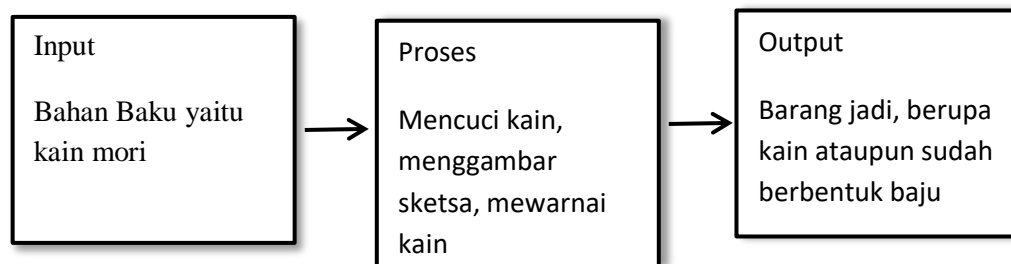 Input
Bahan Baku yaitu
kain mori
Proses
Mencuci kain,
menggambar
sketsa, mewarnai
kain
Output
Barang jadi, berupa
kain ataupun sudah
berbentuk baju